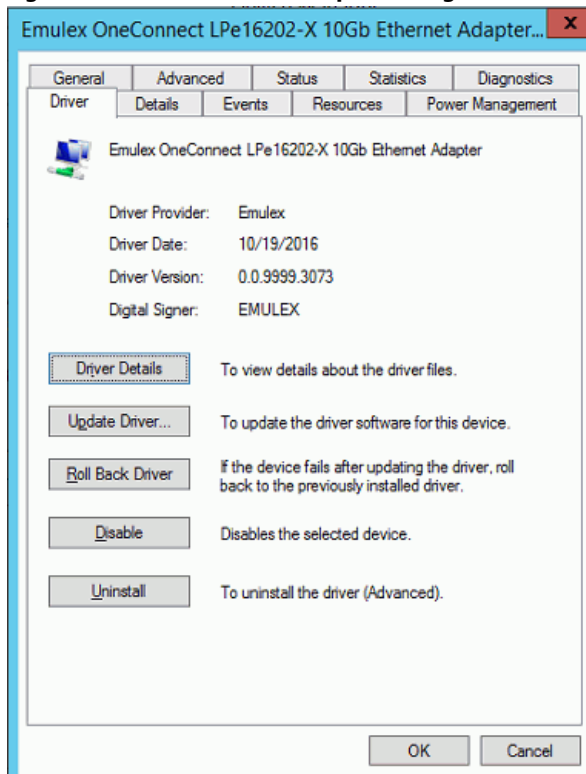 Emulex OneConnect LPe16202-X 10Gb Ethernet Adapter... X
General Advanced Status Statistics Diagnostics
Driver Details Events Resources Power Management
Emulex OneConnect LPe16202-X 10Gb Ethernet Adapter
Driver Provider: Emulex
Driver Date: 10/19/2016
Driver Version: 0.0.9999.3073
Digital Signer: EMULEX
Driver Details To view details about the driver files.
Update Driver... To update the driver software for this device.
Roll Back Driver If the device fails after updating the driver, roll
back to the previously installed driver.
Disable Disables the selected device.
Uninstall To uninstall the driver (Advanced).
OK Cancel